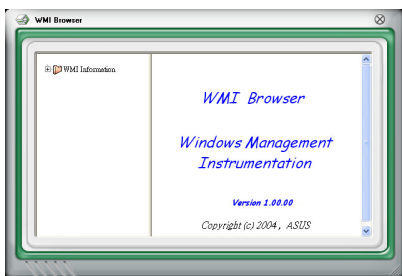 WMI Browser
WMI Information
WMI Browser
Windows Management
Instrumentation
Version 1.00.00
Copyright (c) 2004, ASUS